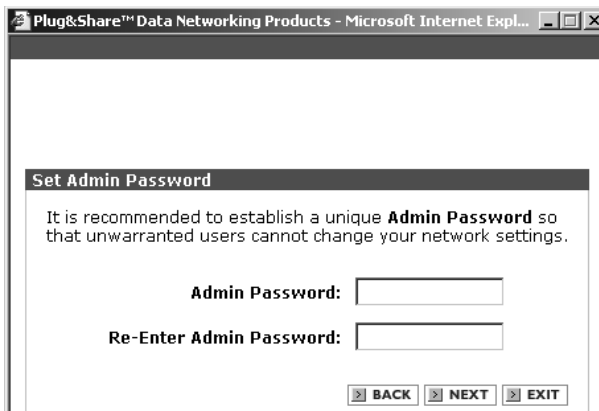 Plug&Share™ Data Networking Products - Microsoft Internet Expl...
Set Admin Password
It is recommended to establish a unique Admin Password so
that unwarranted users cannot change your network settings.
Admin Password:
Re-Enter Admin Password:
BACK NEXT EXIT